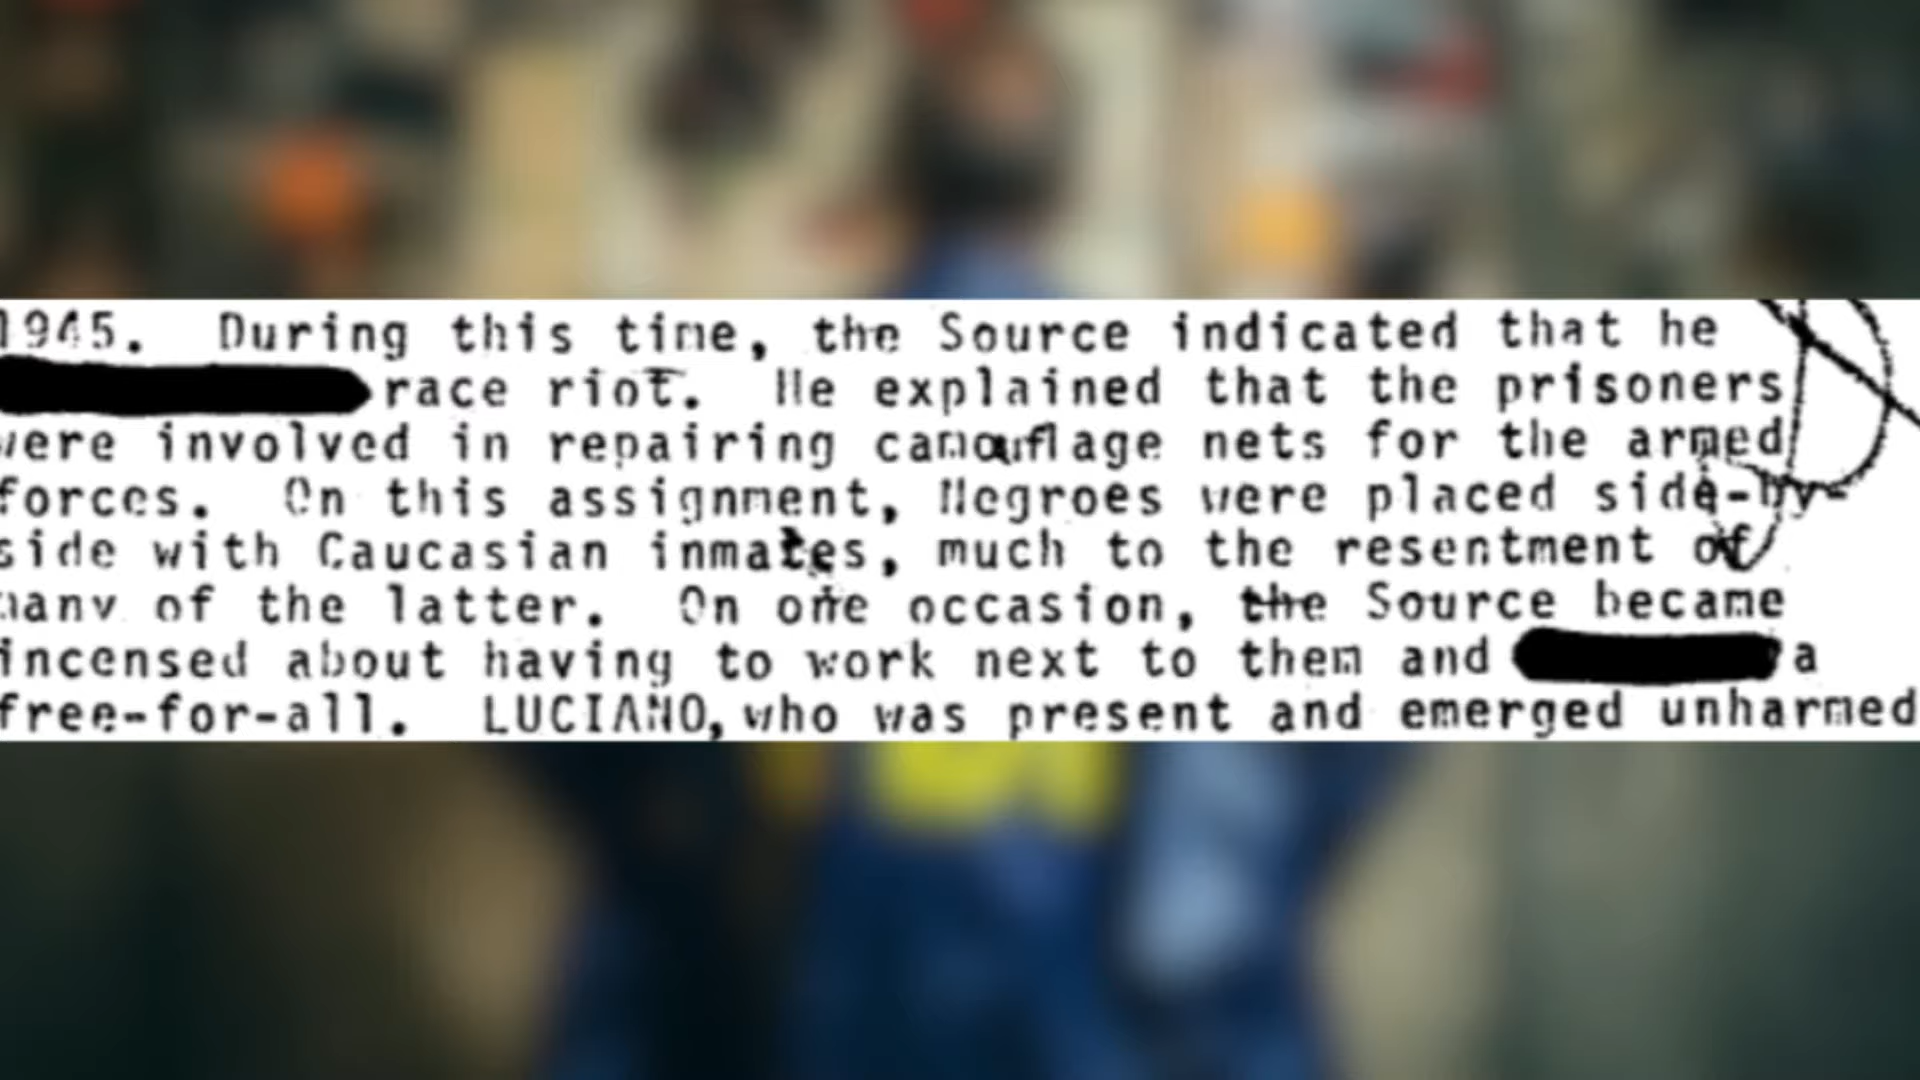 1945. During this time, the Source indicated that he
race riot. He explained that the prisoners
were involved in repairing camouflage nets for the armed
forces. On this assignment, Negroes were placed side-by-
side with Caucasian inmates, much to the resentment of
many of the latter. On one occasion, the Source became
incensed about having to work next to them and a
free-for-all. LUCIANO, who was present and emerged unharmed